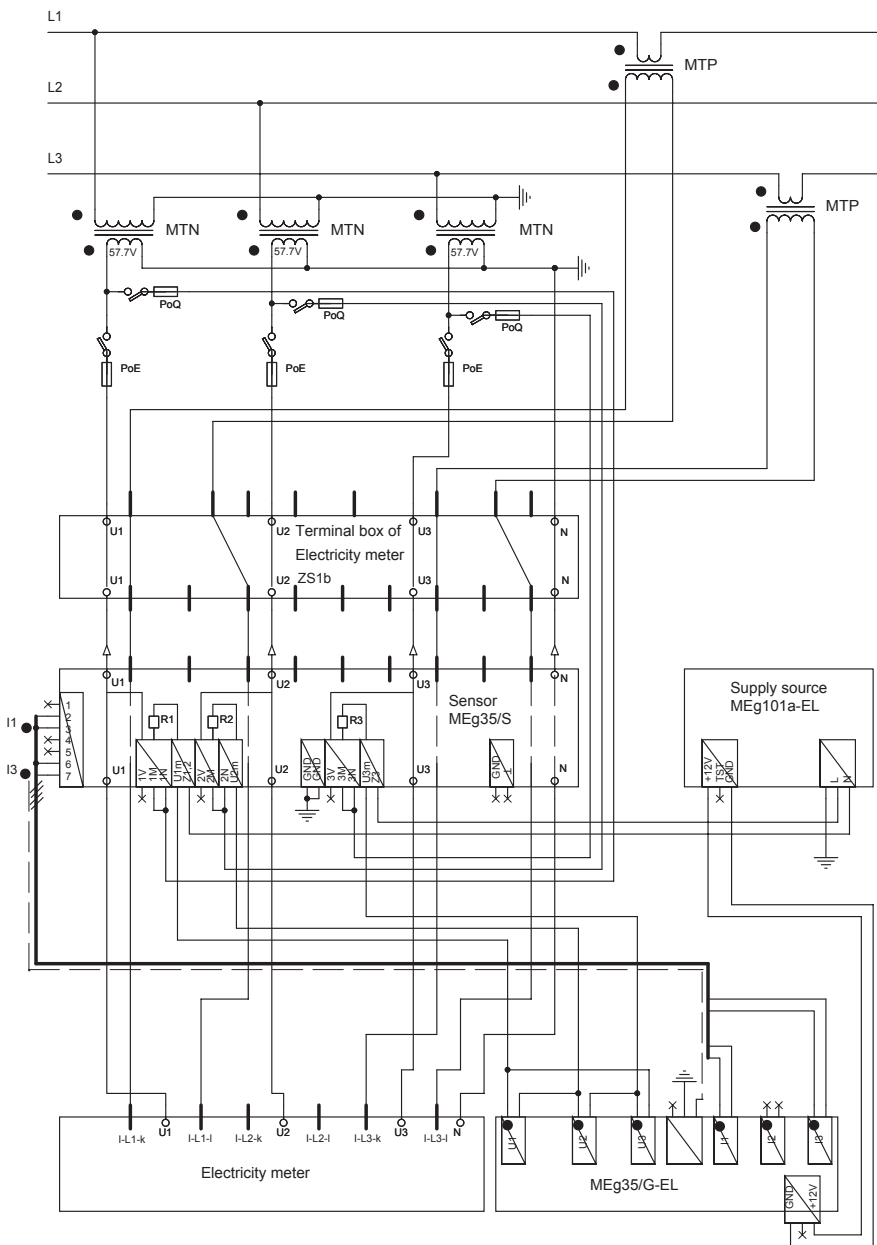 L1
MTP
L2
L3
MTP
MTN MTN MTN
57.7V 57.7V 57.7V
PoQ PoQ PoQ
PoE PoE PoE
U1 U2 Terminal box of U3 N
Electricity meter
U1 U2 ZS1b U3 N
U1 U2 U3 N
Sensor
MEg35/S
Supply source
MEg101a-EL
I1
I3
1
2
3
4
5
6
7
R1 R2 R3
U1 1V 1M 1N U1m Z1.2 2V 2M 2N U2m U2 GND GND 3V 3M 3N U3m Z3 U3 GND ⊥ N
+12V TST GND L N
I-L1-k U1 I-L1-l I-L2-k U2 I-L2-l I-L3-k U3 I-L3-l N
Electricity meter
U1 U2 U3 I1 I2 I3
MEg35/G-EL
GND +12V